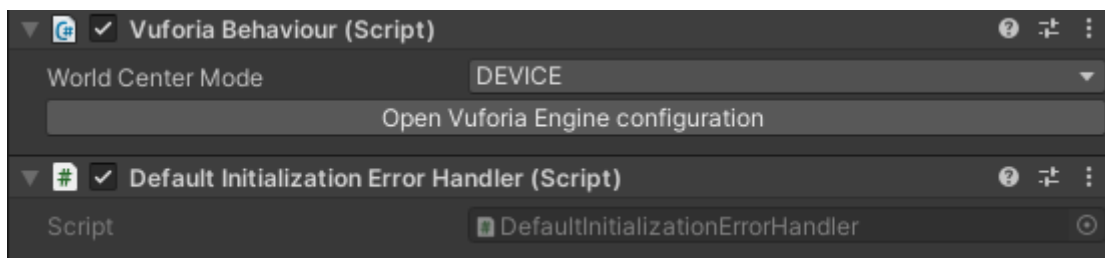 Vuforia Behaviour (Script)
World Center Mode DEVICE
Open Vuforia Engine configuration
# Default Initialization Error Handler (Script)
Script DefaultInitializationErrorHandler